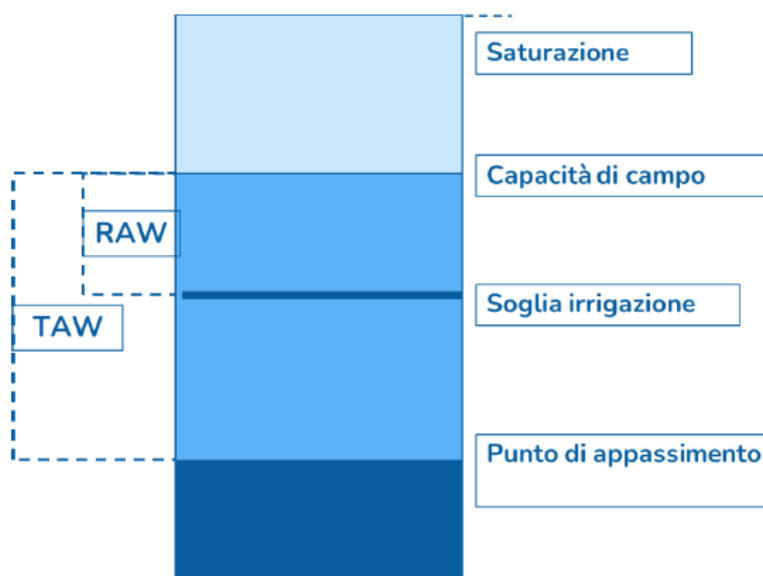 Saturazione
Capacità di campo
RAW
Soglia irrigazione
TAW
Punto di appassimento